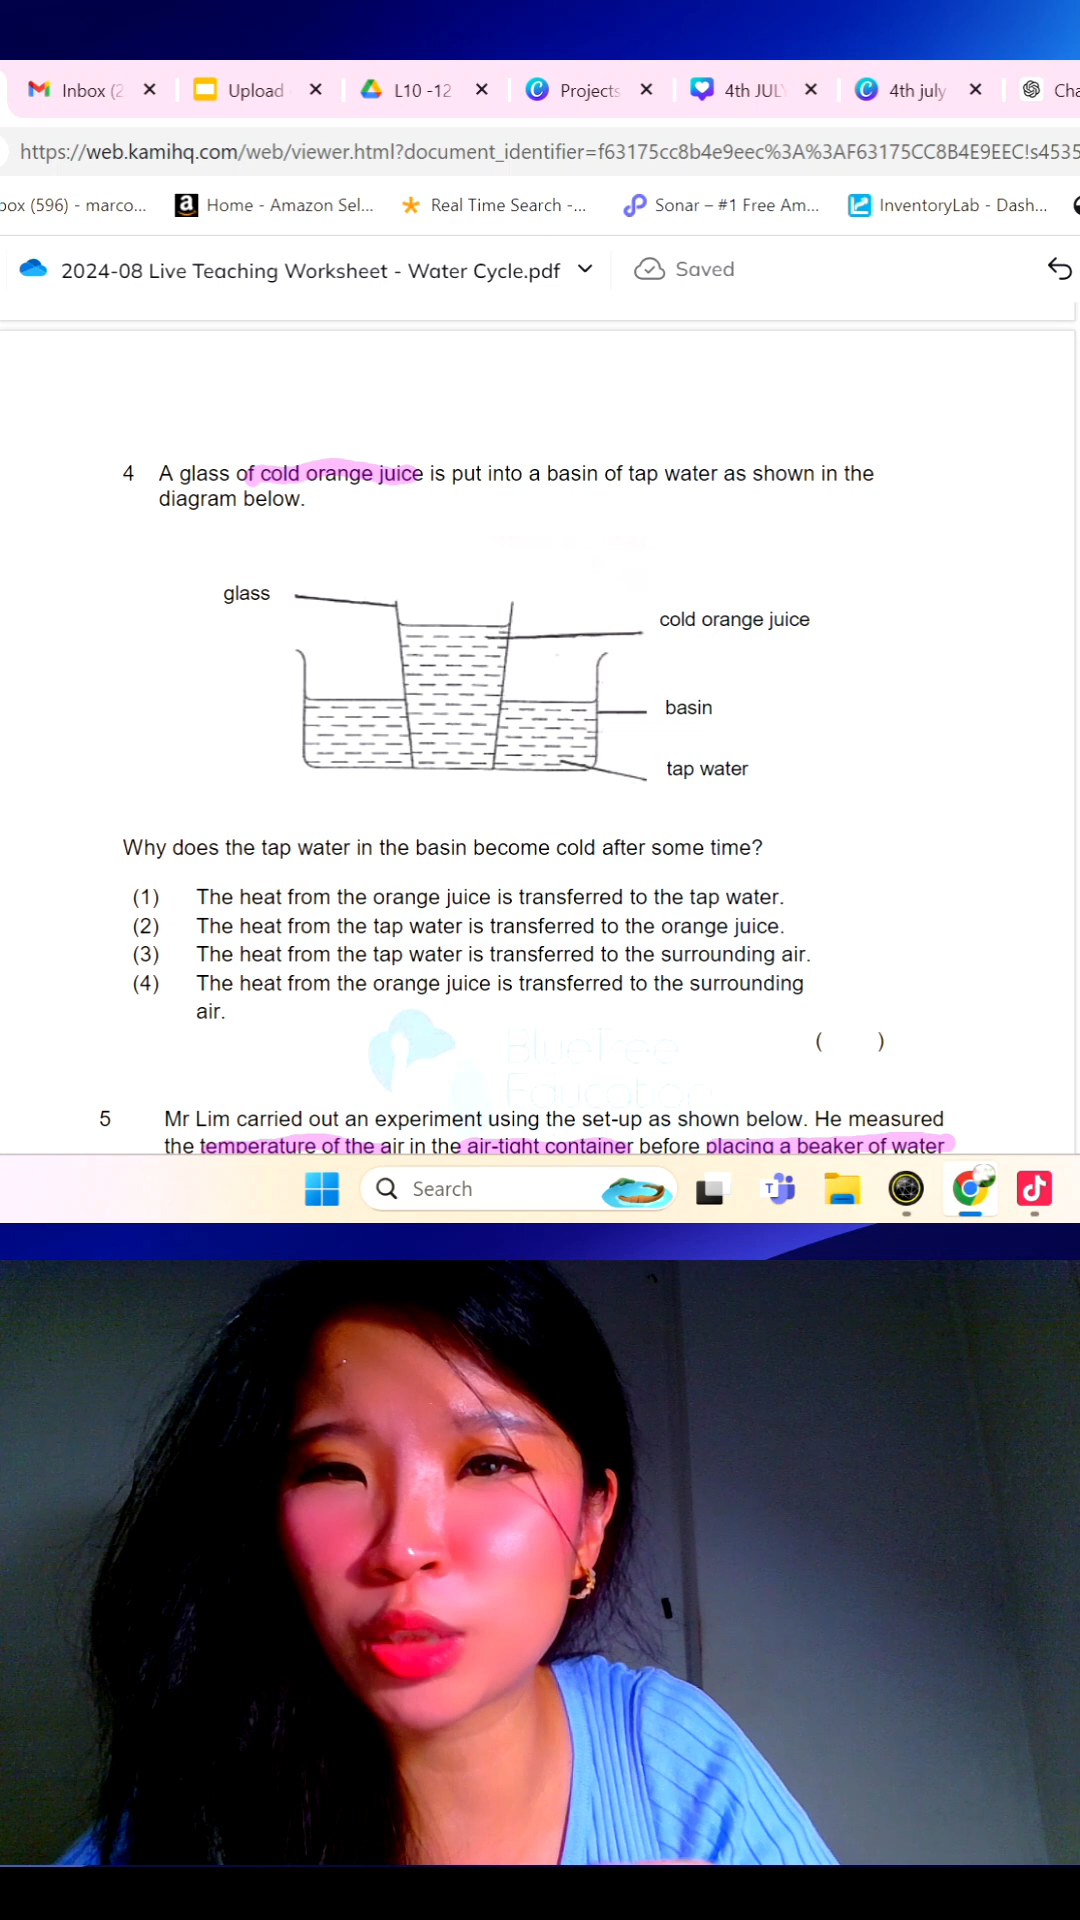 Inbox (2
Upload
L10 -12
Projects
4th JUL
4th july
Cha
https://web.kamihq.com/web/viewer.html?document_identifier=f63175cc8b4e9eec%3A%3AF63175CC8B4E9EEC!s4535
box (596) - marco...
Home - Amazon Sel...
Real Time Search -...
Sonar – #1 Free Am...
InventoryLab - Dash...
2024-08 Live Teaching Worksheet - Water Cycle.pdf
Saved
4 A glass of cold orange juice is put into a basin of tap water as shown in the
diagram below.
glass
cold orange juice
basin
tap water
Why does the tap water in the basin become cold after some time?
(1) The heat from the orange juice is transferred to the tap water.
(2) The heat from the tap water is transferred to the orange juice.
(3) The heat from the tap water is transferred to the surrounding air.
(4) The heat from the orange juice is transferred to the surrounding
air.
( )
BlueTree
Education
5 Mr Lim carried out an experiment using the set-up as shown below. He measured
the temperature of the air in the air-tight container before placing a beaker of water
Search